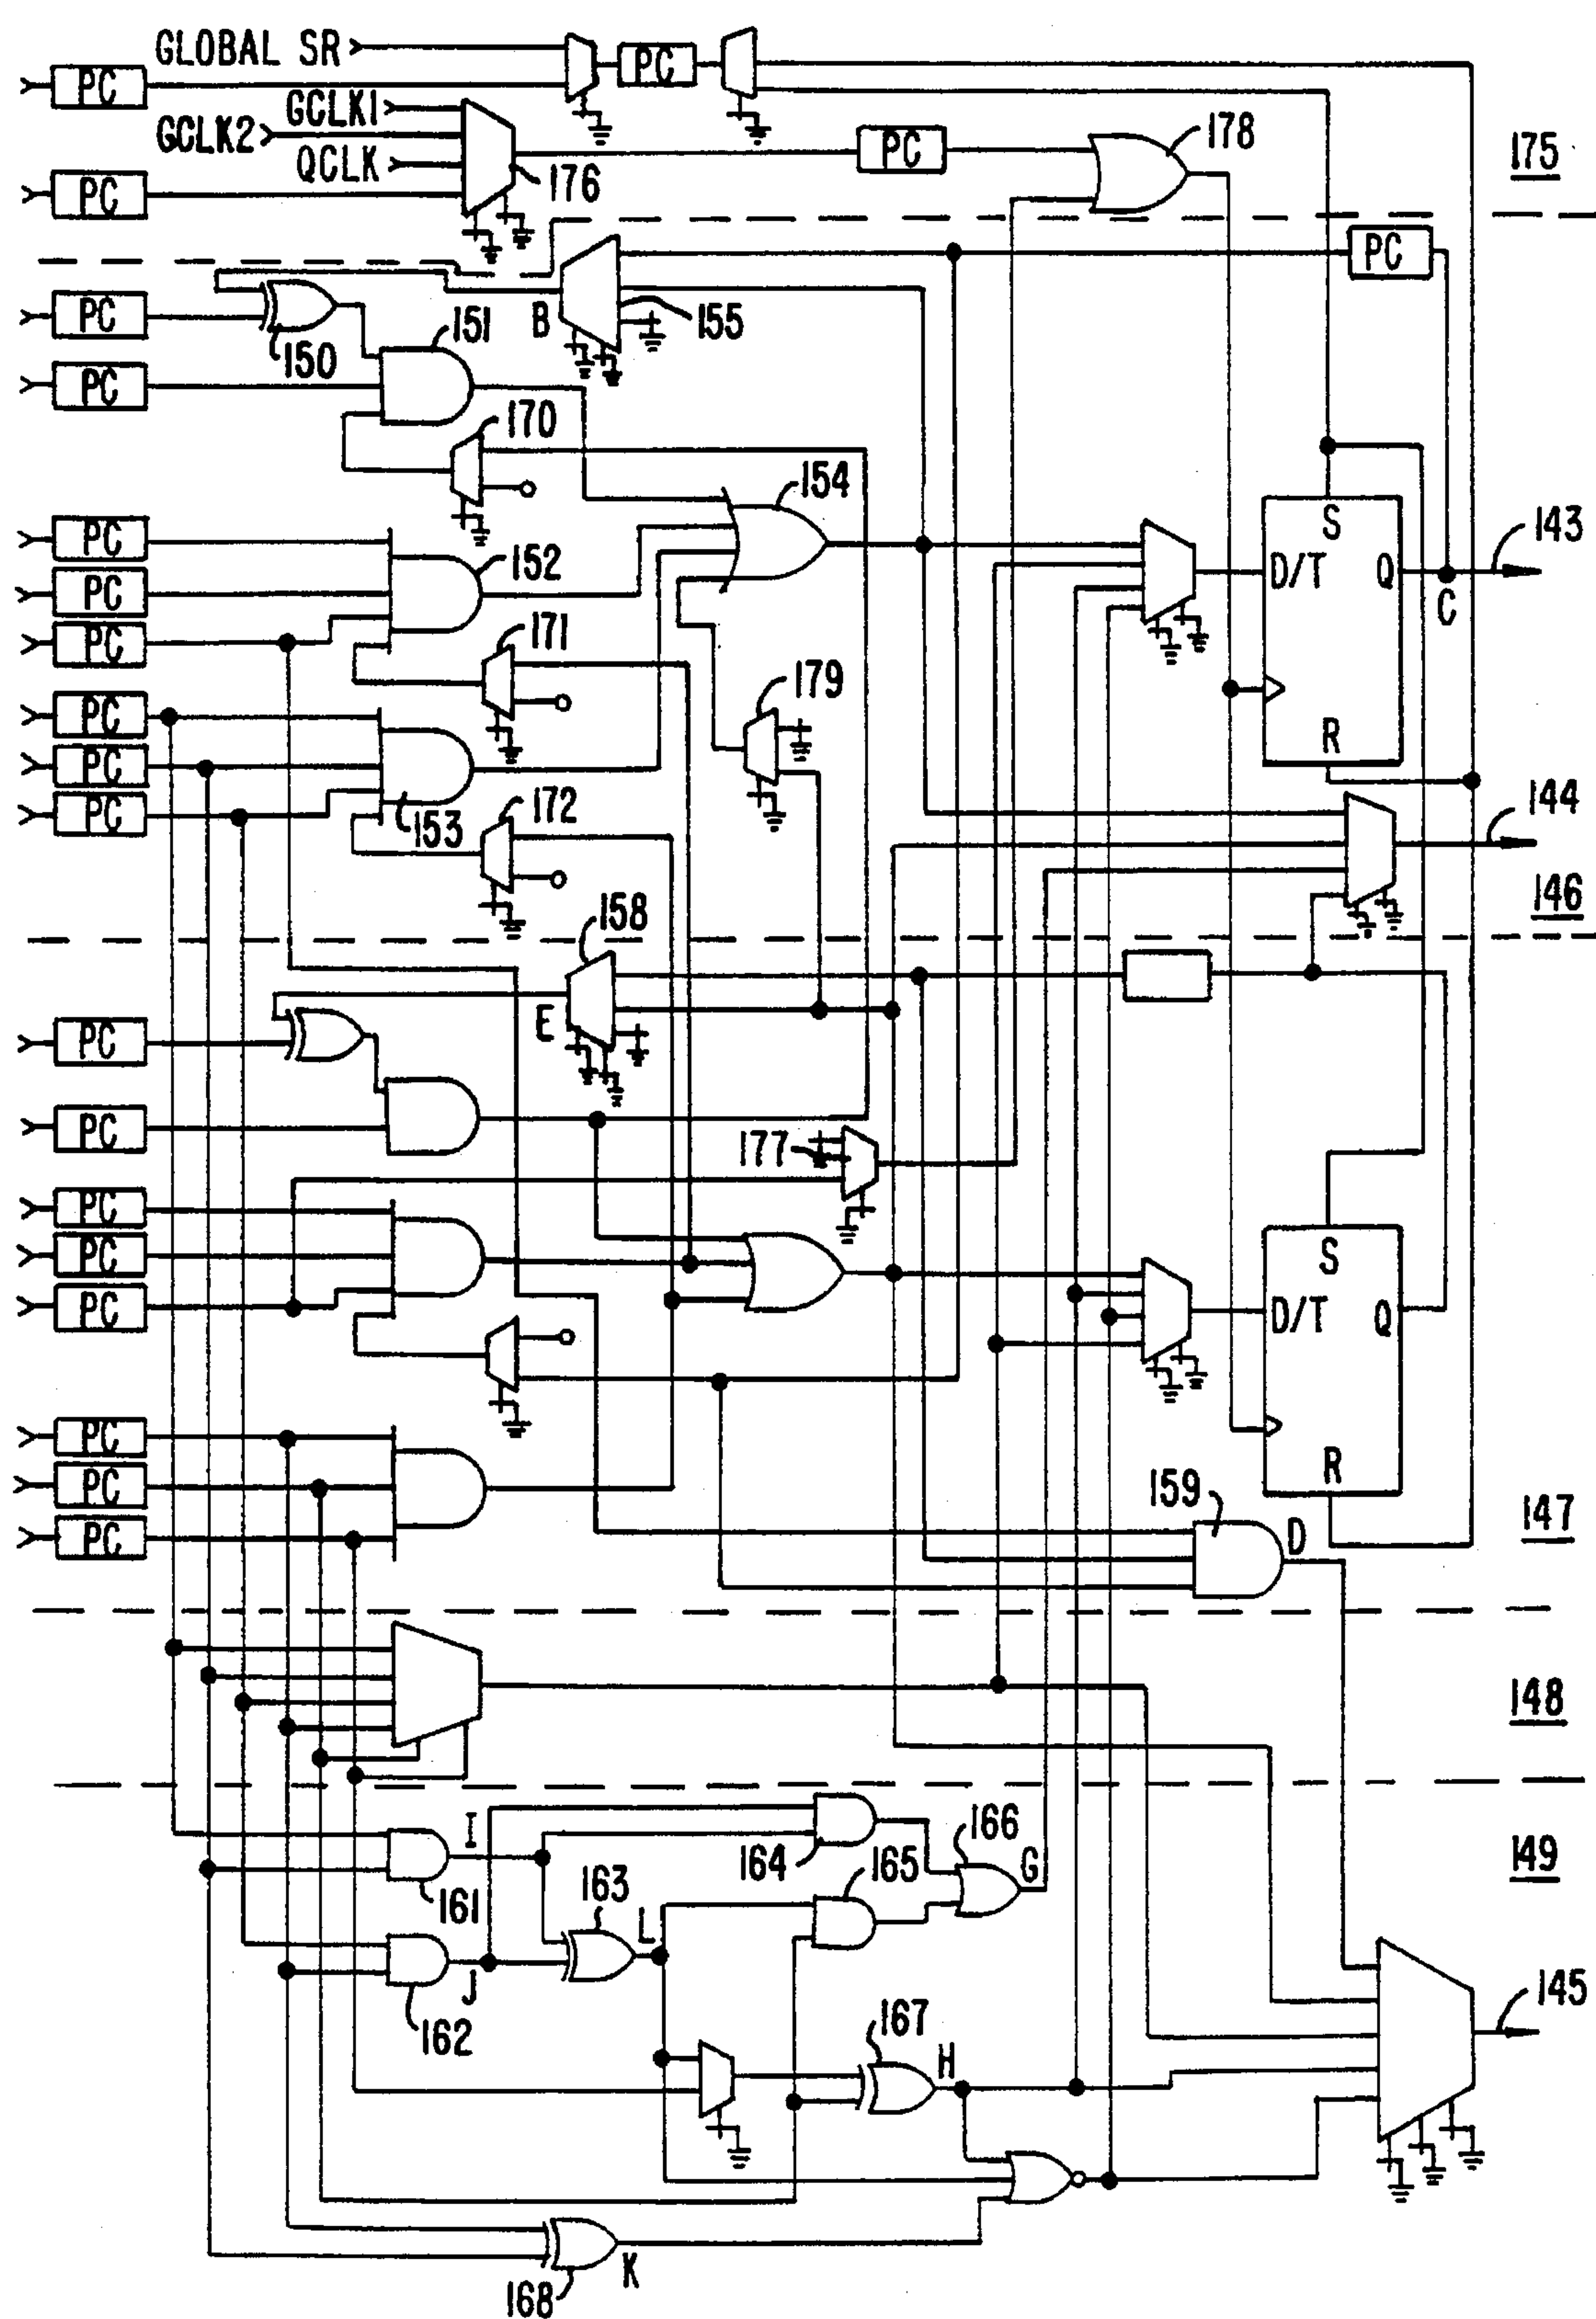 GLOBAL SR
PC
PC
GCLK1
GCLK2
QCLK
PC
178
175
PC
176
PC
PC
B
155
150
151
PC
170
154
PC
152
S
143
PC
D/T
Q
C
PC
171
179
PC
R
PC
172
144
PC
153
158
146
E
PC
PC
177
PC
PC
S
PC
D/T
Q
PC
R
PC
159
147
PC
D
148
I
164
165
166
G
149
161
163
L
J
162
167
H
145
K
168